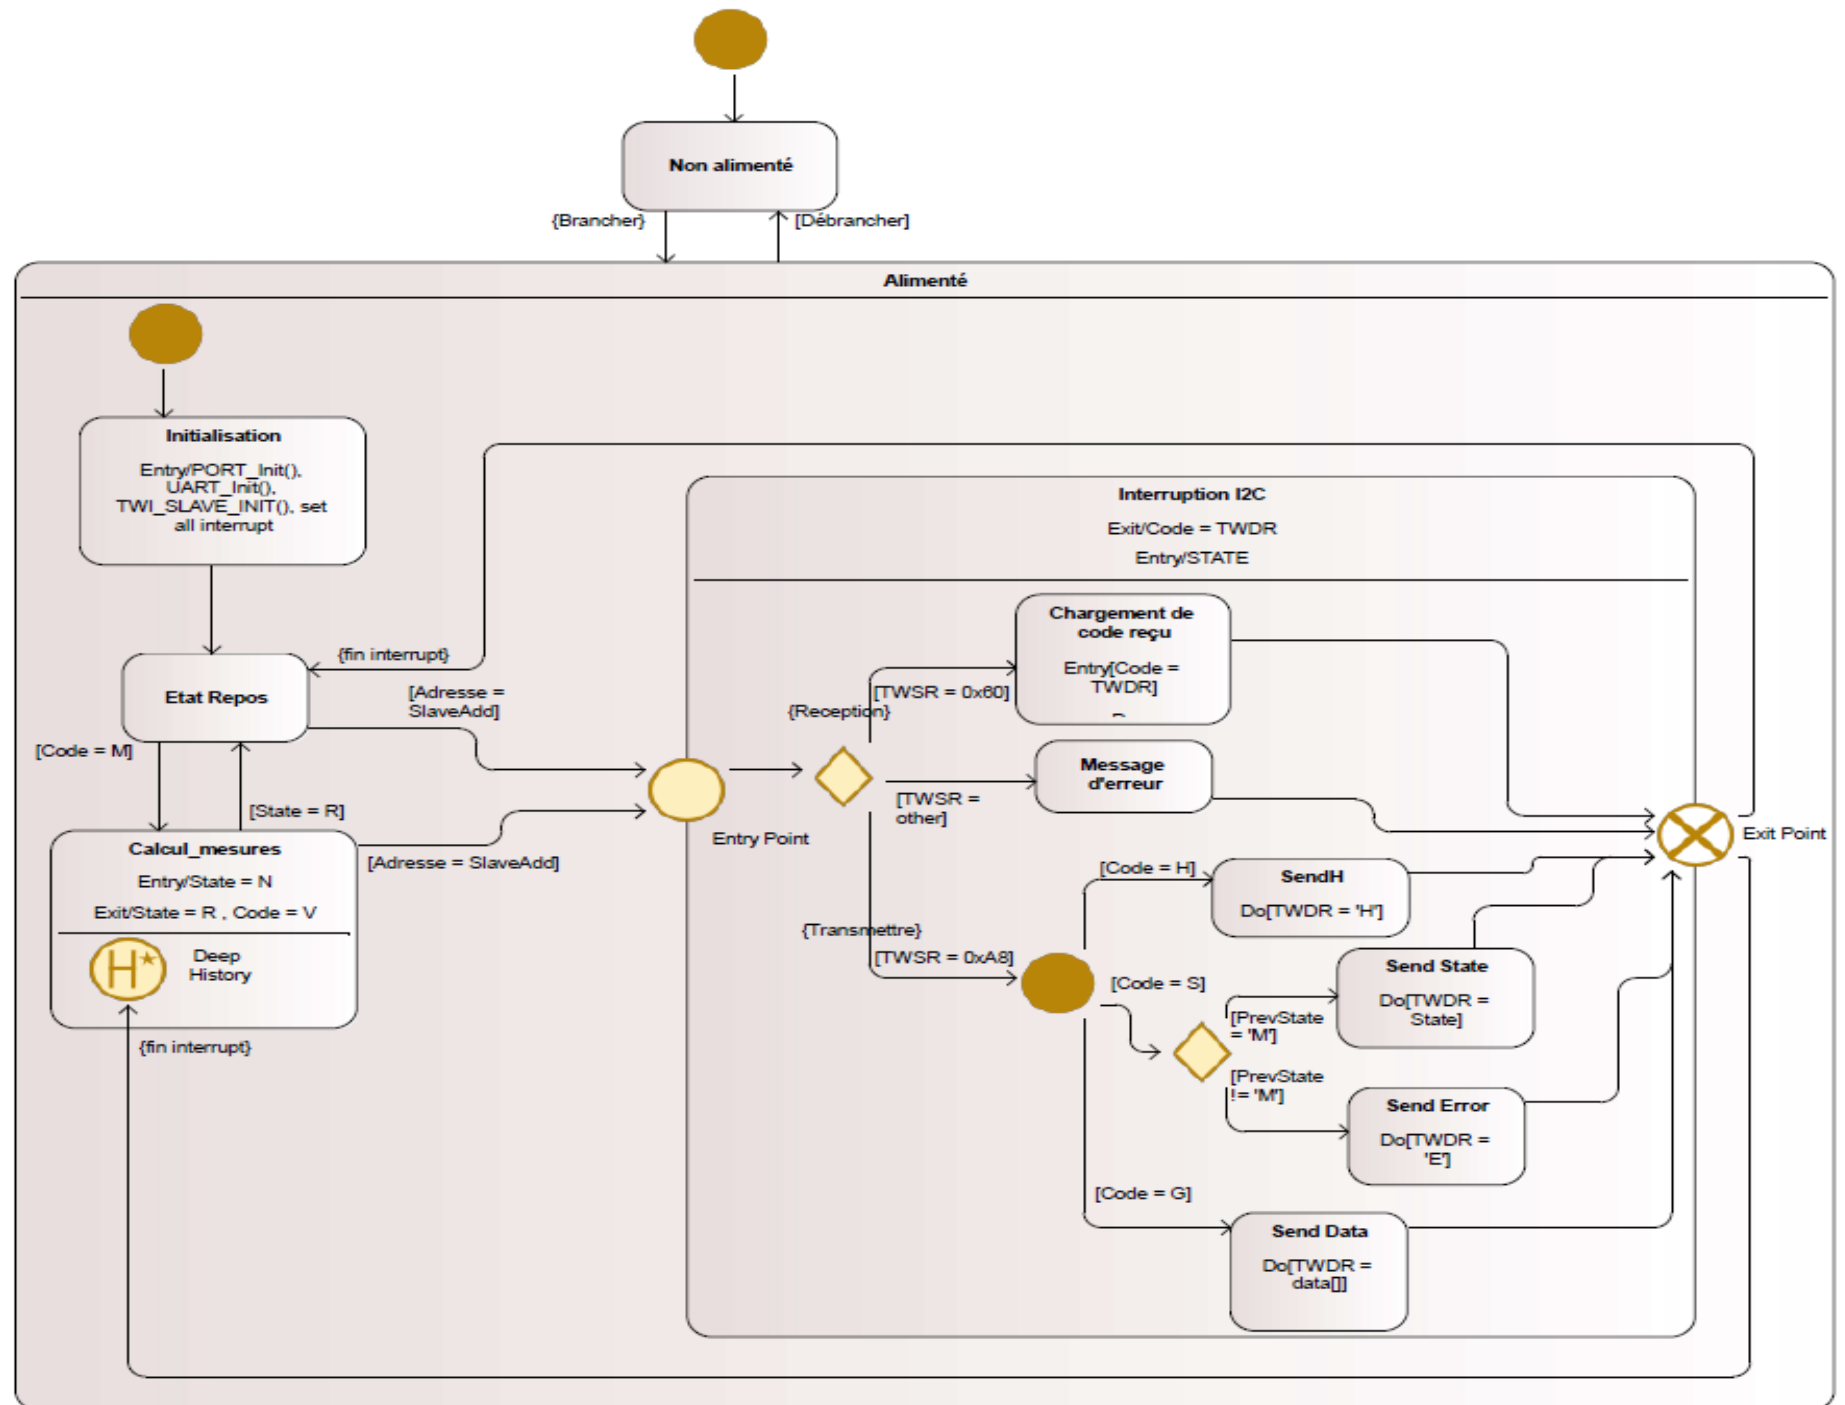 Non alimenté
{Brancher}
[Débrancher]
Alimenté
Initialisation
Entry/PORT_Init(),
UART_Init(),
TWI_SLAVE_INIT(), set
all interrupt
Interruption I2C
Exit/Code = TWDR
Entry/STATE
Chargement de
code reçu
Entry[Code =
TWDR]
{fin interrupt}
Etat Repos
[Adresse =
SlaveAdd]
[TWSR = 0x60]
{Reception}
[Code = M]
Message
d'erreur
[State = R]
[TWSR =
other]
Entry Point
Exit Point
Calcul_mesures
Entry/State = N
Exit/State = R , Code = V
[Adresse = SlaveAdd]
Deep
History
H*
{fin interrupt}
[Code = H]
SendH
Do[TWDR = 'H']
{Transmettre}
[TWSR = 0xA8]
[Code = S]
Send State
Do[TWDR =
State]
[PrevState
= 'M']
[PrevState
!= 'M']
Send Error
Do[TWDR =
'E']
[Code = G]
Send Data
Do[TWDR =
data[]]